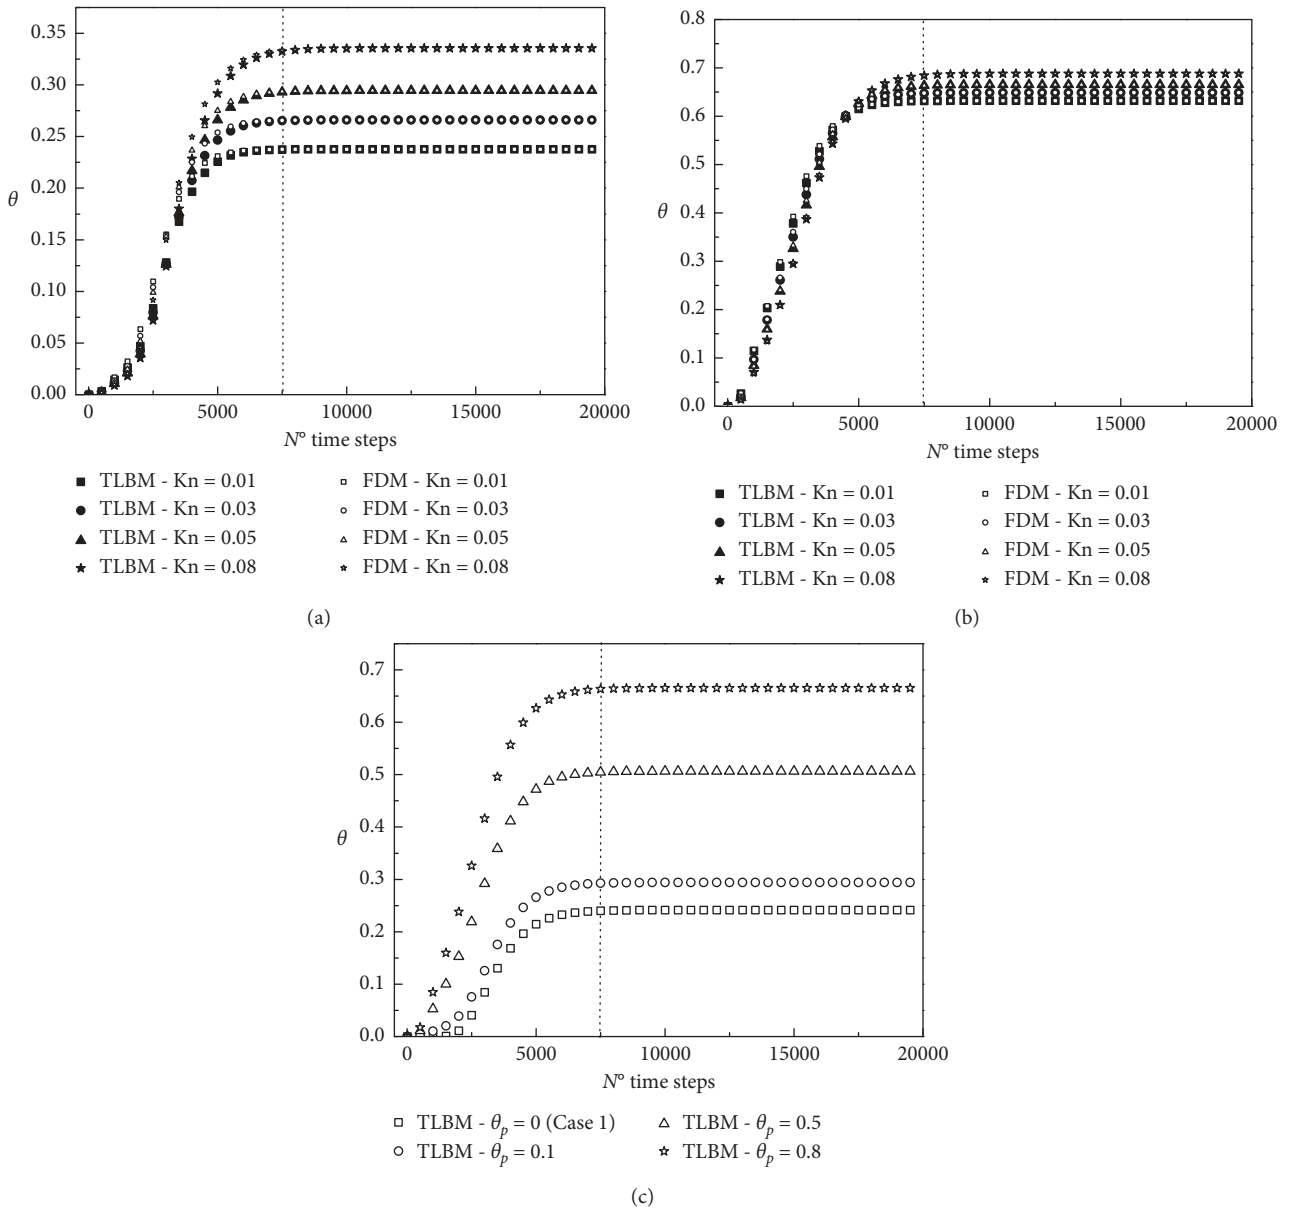 0.35
0.30
0.25
0.20
θ
0.15
0.10
0.05
0.00
0 5000 10000 15000 20000
N° time steps
TLBM - Kn = 0.01 FDM - Kn = 0.01
TLBM - Kn = 0.03 FDM - Kn = 0.03
TLBM - Kn = 0.05 FDM - Kn = 0.05
TLBM - Kn = 0.08 FDM - Kn = 0.08
(a)
0.8
0.7
0.6
0.5
0.4
θ
0.3
0.2
0.1
0.0
0 5000 10000 15000 20000
N° time steps
TLBM - Kn = 0.01 FDM - Kn = 0.01
TLBM - Kn = 0.03 FDM - Kn = 0.03
TLBM - Kn = 0.05 FDM - Kn = 0.05
TLBM - Kn = 0.08 FDM - Kn = 0.08
(b)
0.7
0.6
0.5
0.4
θ
0.3
0.2
0.1
0.0
0 5000 10000 15000 20000
N° time steps
TLBM - θp = 0 (Case 1) TLBM - θp = 0.5
TLBM - θp = 0.1 TLBM - θp = 0.8
(c)